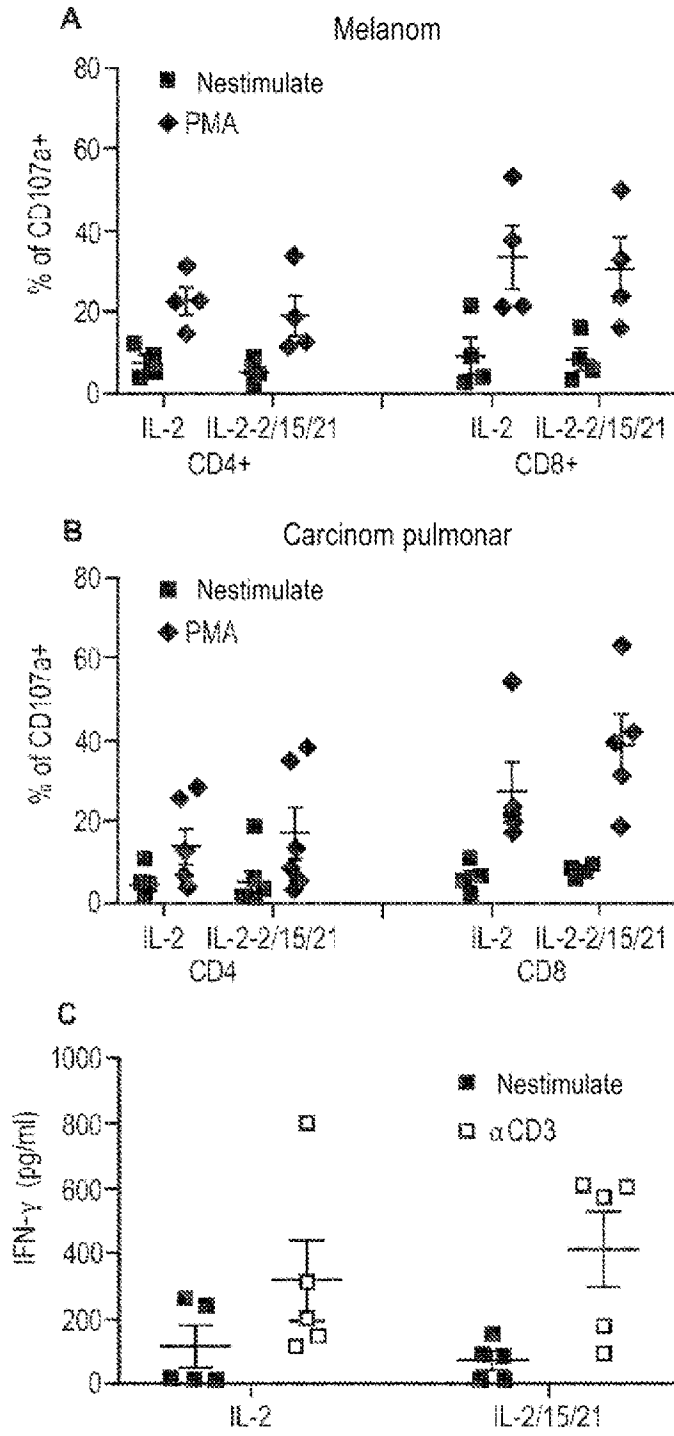 A
Melanom
Nestimulate
PMA
% of CD107a+
80
60
40
20
0
IL-2 IL-2-2/15/21 IL-2 IL-2-2/15/21
CD4+ CD8+
B
Carcinom pulmonar
Nestimulate
PMA
% of CD107a+
80
60
40
20
0
IL-2 IL-2-2/15/21 IL-2 IL-2-2/15/21
CD4 CD8
C
Nestimulate
αCD3
IFN-γ (pg/ml)
1000
800
600
400
200
0
IL-2 IL-2/15/21